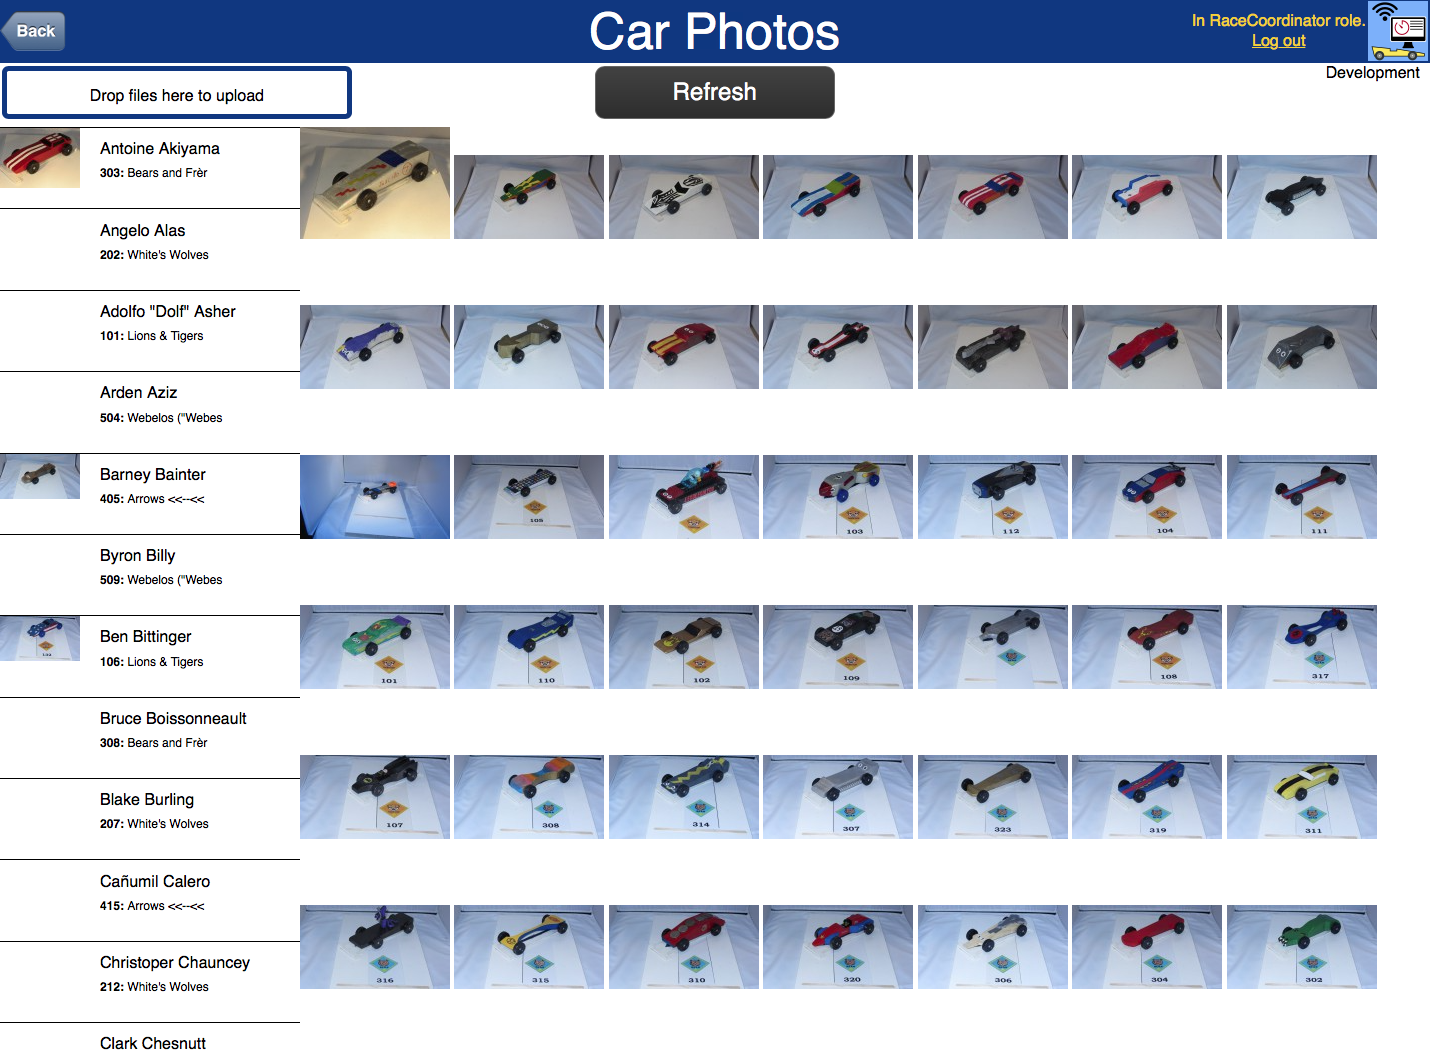 Back
Car Photos
In RaceCoordinator role.
Log out
Development
Drop files here to upload
Refresh
Antoine Akiyama
303: Bears and Frèr
Angelo Alas
202: White's Wolves
Adolfo "Dolf" Asher
101: Lions & Tigers
Arden Aziz
504: Webelos ("Webes
Barney Bainter
405: Arrows <<--<<
Byron Billy
509: Webelos ("Webes
Ben Bittinger
106: Lions & Tigers
Bruce Boissonneault
308: Bears and Frèr
Blake Burling
207: White's Wolves
Cañumil Calero
415: Arrows <<--<<
Christoper Chauncey
212: White's Wolves
Clark Chesnutt
105
103
112
104
111
101
110
102
109
108
317
107
308
314
307
323
319
311
316
315
310
320
306
304
302